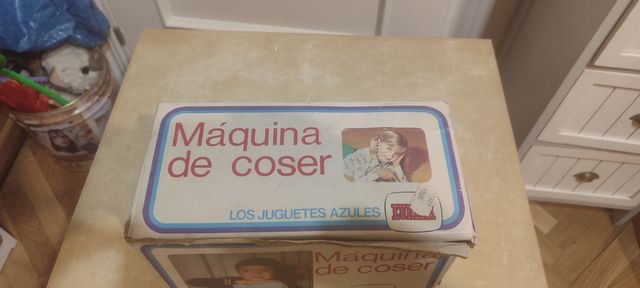 Máquina
de coser
LOS JUGUETES AZULES
Máquina
de coser